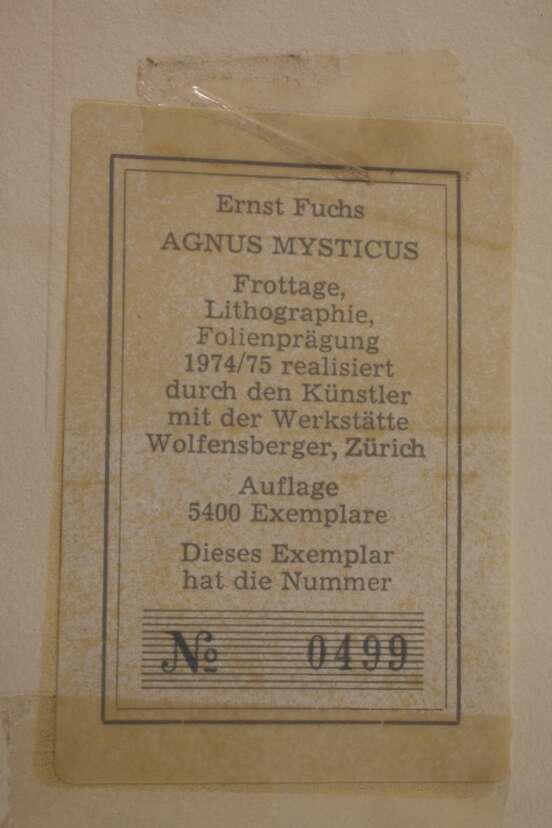 Ernst Fuchs
AGNUS MYSTICUS
Frottage,
Lithographie,
Folienprägung
1974/75 realisiert
durch den Künstler
mit der Werkstätte
Wolfensberger, Zürich
Auflage
5400 Exemplare
Dieses Exemplar
hat die Nummer
№ 0499